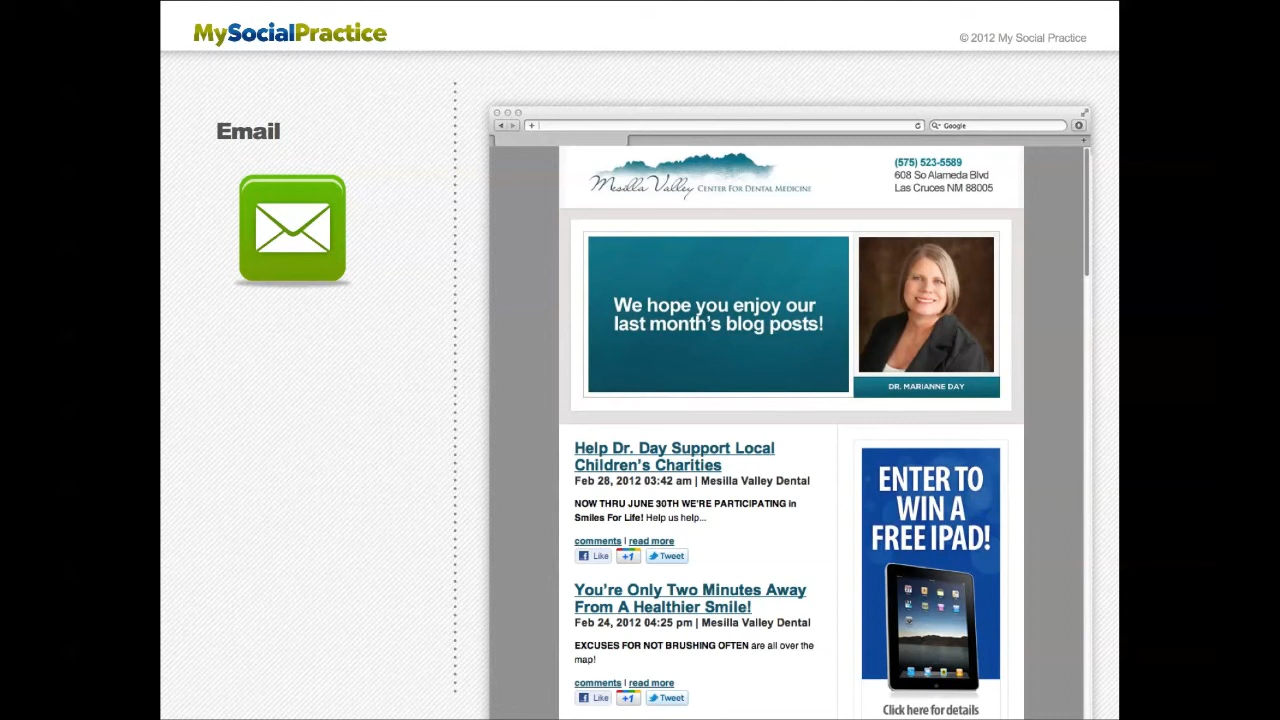 MySocialPractice
© 2012 My Social Practice
Email
Google
Mesilla Valley CENTER FOR DENTAL MEDICINE
(575) 523-5589
608 So Alameda Blvd
Las Cruces NM 88005
We hope you enjoy our
last month's blog posts!
DR. MARIANNE DAY
Help Dr. Day Support Local
Children's Charities
Feb 28, 2012 03:42 am | Mesilla Valley Dental
NOW THRU JUNE 30TH WE'RE PARTICIPATING in
Smiles For Life! Help us help...
comments | read more
Like +1 Tweet
You're Only Two Minutes Away
From A Healthier Smile!
Feb 24, 2012 04:25 pm | Mesilla Valley Dental
EXCUSES FOR NOT BRUSHING OFTEN are all over the
map!
comments | read more
Like +1 Tweet
ENTER TO
WIN A
FREE IPAD!
Click here for details